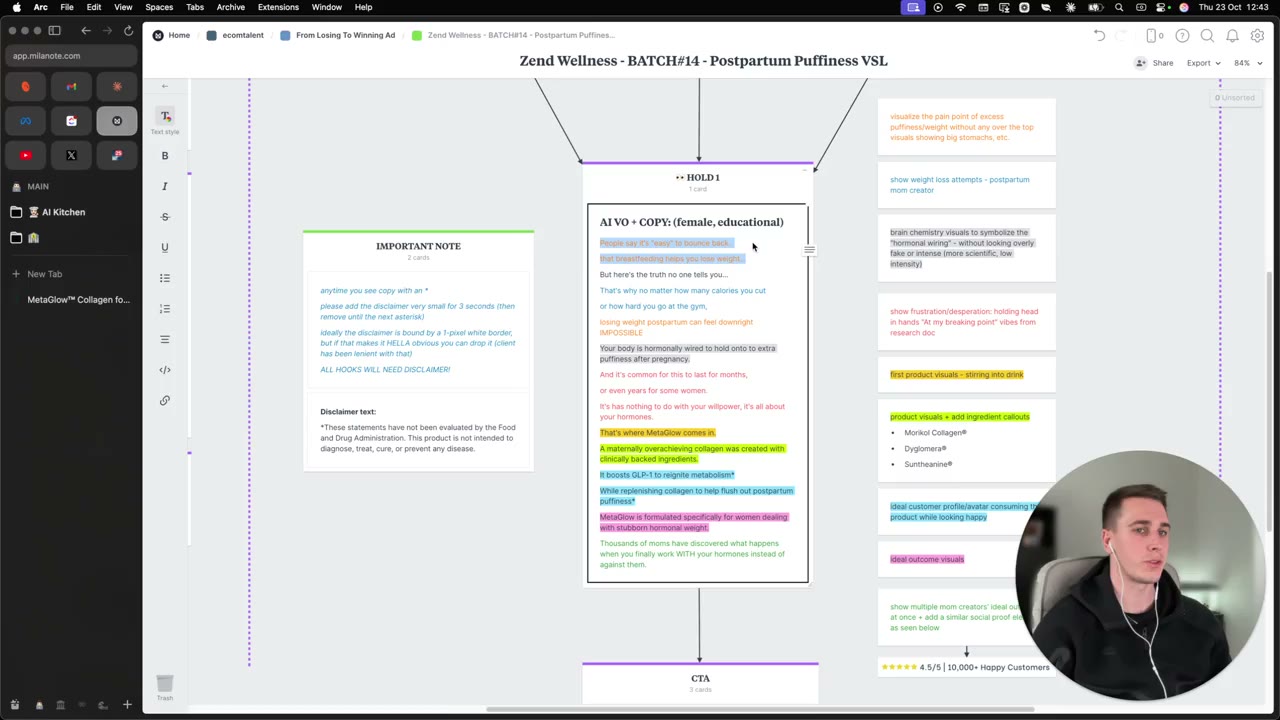 Arc File Edit View Spaces Tabs Archive Extensions Window Help
Thu 23 Oct 12:43
app.milanote.com
MAIN
AI Kitchen
New Tab
MetaGlow™ Collagen fo...
Home ecomtalent From Losing To Winning Ad Zend Wellness - BATCH#14 - Postpartum Puffines...
0
Zend Wellness - BATCH#14 - Postpartum Puffiness VSL
Share Export 84%
0 Unsorted
Text style
Trash
IMPORTANT NOTE
2 cards
anytime you see copy with an *
please add the disclaimer very small for 3 seconds (then
remove until the next asterisk)
ideally the disclaimer is bound by a 1-pixel white border,
but if that makes it HELLA obvious you can drop it (client
has been lenient with that)
ALL HOOKS WILL NEED DISCLAIMER!
Disclaimer text:
*These statements have not been evaluated by the Food
and Drug Administration. This product is not intended to
diagnose, treat, cure, or prevent any disease.
HOLD 1
1 card
AI VO + COPY: (female, educational)
People say it's "easy" to bounce back...
that breastfeeding helps you lose weight...
But here's the truth no one tells you...
That's why no matter how many calories you cut
or how hard you go at the gym,
losing weight postpartum can feel downright
IMPOSSIBLE
Your body is hormonally wired to hold onto to extra
puffiness after pregnancy.
And it's common for this to last for months,
or even years for some women.
It's has nothing to do with your willpower, it's all about
your hormones.
That's where MetaGlow comes in.
A maternally overachieving collagen was created with
clinically backed ingredients.
It boosts GLP-1 to reignite metabolism*
While replenishing collagen to help flush out postpartum
puffiness*
MetaGlow is formulated specifically for women dealing
with stubborn hormonal weight.
Thousands of moms have discovered what happens
when you finally work WITH your hormones instead of
against them.
CTA
3 cards
visualize the pain point of excess
puffiness/weight without any over the top
visuals showing big stomachs, etc.
show weight loss attempts - postpartum
mom creator
brain chemistry visuals to symbolize the
"hormonal wiring" - without looking overly
fake or intense (more scientific, low
intensity)
show frustration/desperation: holding head
in hands "At my breaking point" vibes from
research doc
first product visuals - stirring into drink
product visuals + add ingredient callouts
• Morikol Collagen®
• Dyglomera®
• Suntheanine®
ideal customer profile/avatar consuming
product while looking happy
ideal outcome visuals
show multiple mom creators' ideal
at once + add a similar social proof
as seen below
4.5/5 | 10,000+ Happy Customers